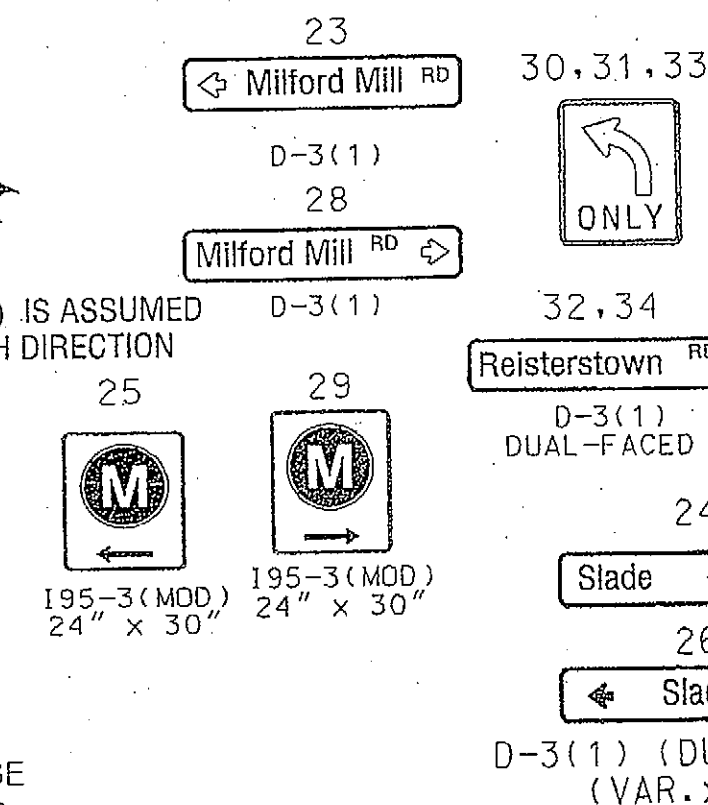 23
Milford Mill RD
D-3(1)
28
Milford Mill RD
D-3(1)
IS ASSUMED
DIRECTION
25
M
I95-3(MOD)
24" x 30"
29
M
I95-3(MOD)
24" x 30"
30,31,33
ONLY
32,34
Reisterstown
D-3(1)
DUAL-FACED
Slade
D-3(1)
(VAR.